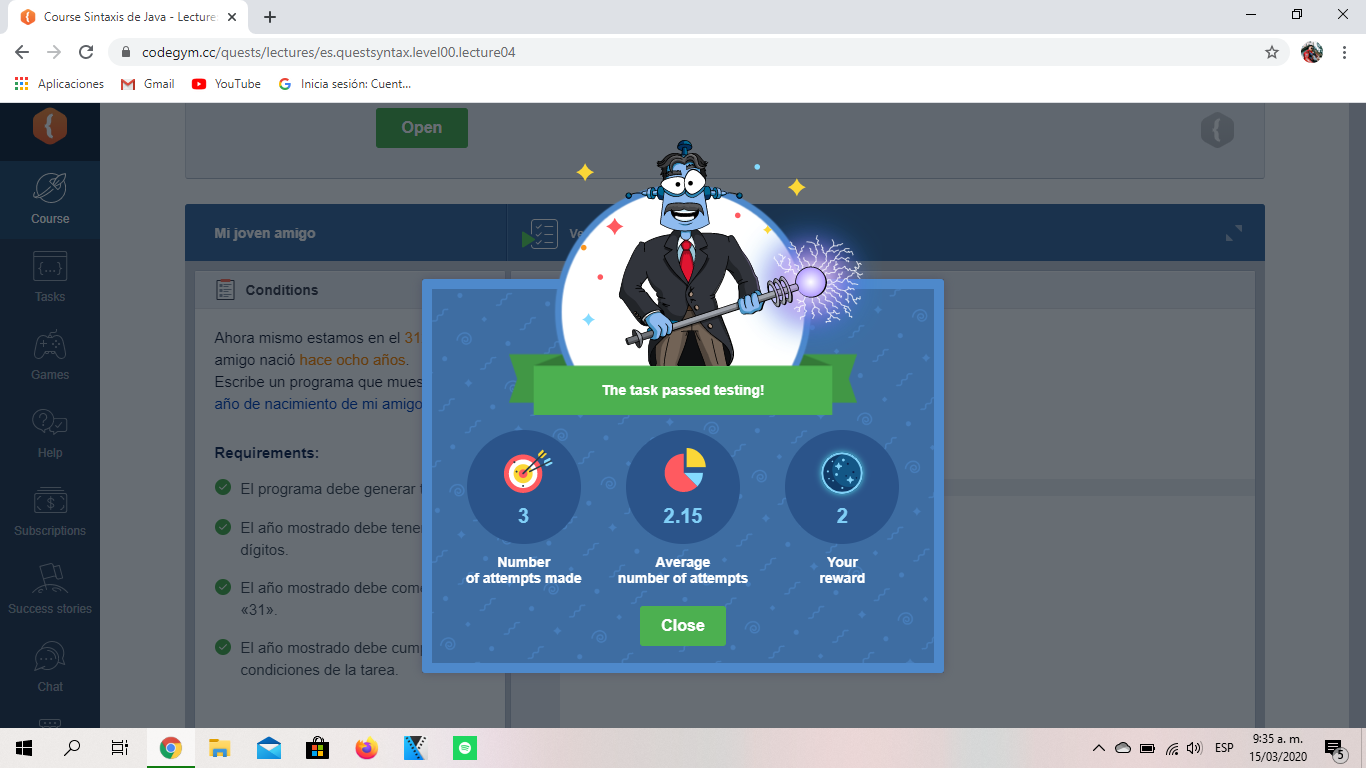 Course Sintaxis de Java - Lecture
codegym.cc/quests/lectures/es.questsyntax.level00.lecture04
Aplicaciones
Gmail
YouTube
Inicia sesión: Cuent...
Open
Course
Tasks
Games
Help
Subscriptions
Success stories
Chat
Mi joven amigo
Conditions
Ahora mismo estamos en el 31
amigo nació hace ocho años.
Escribe un programa que mues
año de nacimiento de mi amigo
Requirements:
El programa debe generar
El año mostrado debe tene
dígitos.
El año mostrado debe come
«31».
El año mostrado debe cump
condiciones de la tarea.
The task passed testing!
3
Number
of attempts made
2.15
Average
number of attempts
2
Your
reward
Close
ESP
9:35 a. m.
15/03/2020
5